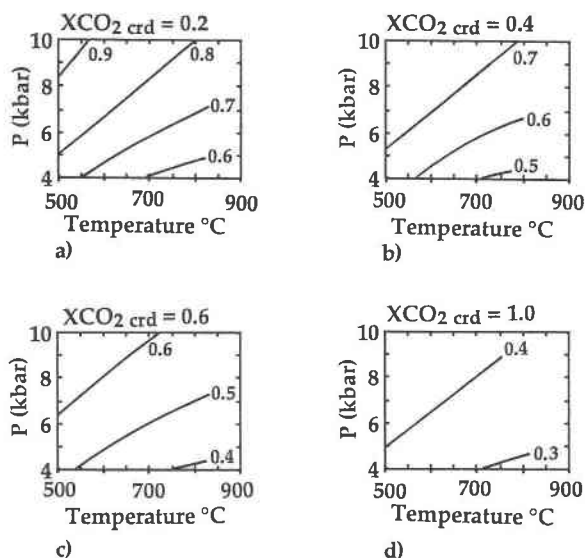 XCO2 crd = 0.2
10
8
6
4
P (kbar)
0.9
0.8
0.7
0.6
500
700
900
Temperature °C
a)
XCO2 crd = 0.4
10
8
6
4
P (kbar)
0.7
0.6
0.5
500
700
900
Temperature °C
b)
XCO2 crd = 0.6
10
8
6
4
P (kbar)
0.6
0.5
0.4
500
700
900
Temperature °C
c)
XCO2 crd = 1.0
10
8
6
4
P (kbar)
0.4
0.3
500
700
900
Temperature °C
d)